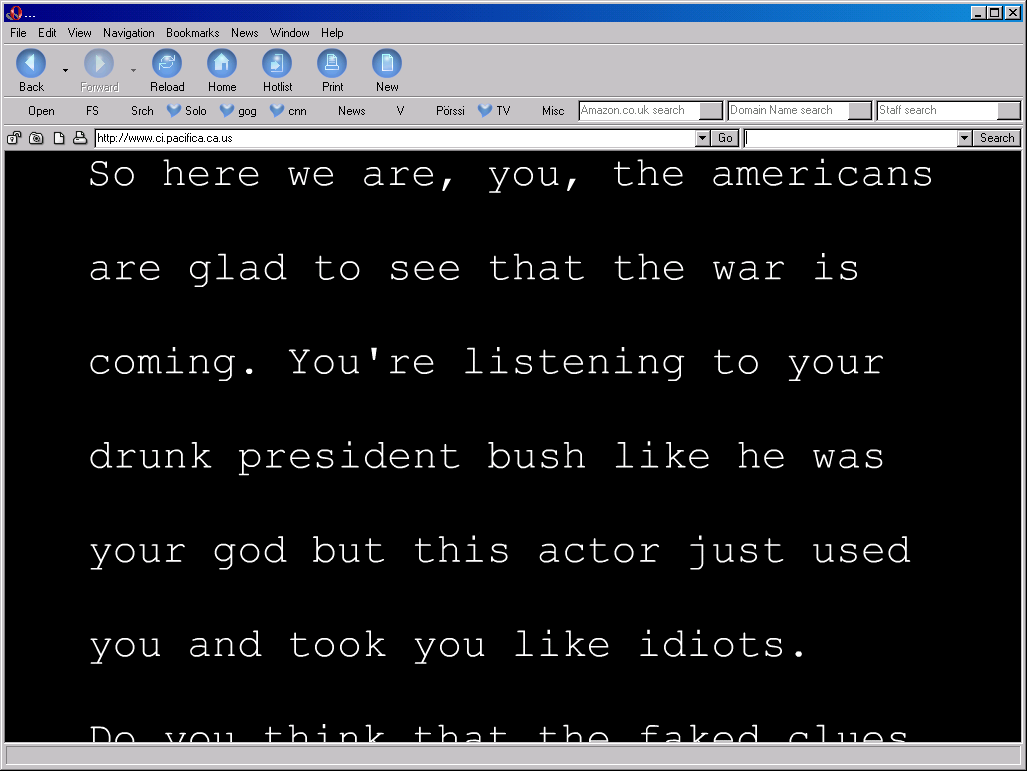 ...
File Edit View Navigation Bookmarks News Window Help
Back Forward Reload Home Hotlist Print New
Open FS Srch Solo gog cnn News V Pörssi TV Misc Amazon.co.uk search Domain Name search Staff search
http://www.ci.pacifica.ca.us Go Search
So here we are, you, the americans
are glad to see that the war is
coming. You're listening to your
drunk president bush like he was
your god but this actor just used
you and took you like idiots.
Do you think that the faked clues